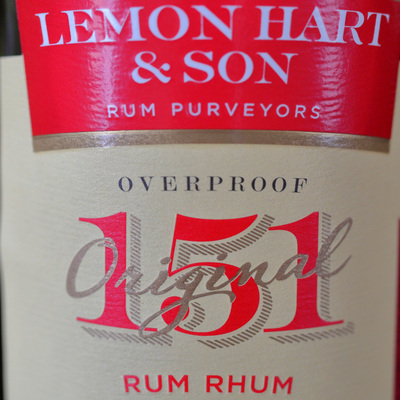 LEMON HART
& SON
RUM PURVEYORS
OVERPROOF
151
Original
RUM RHUM